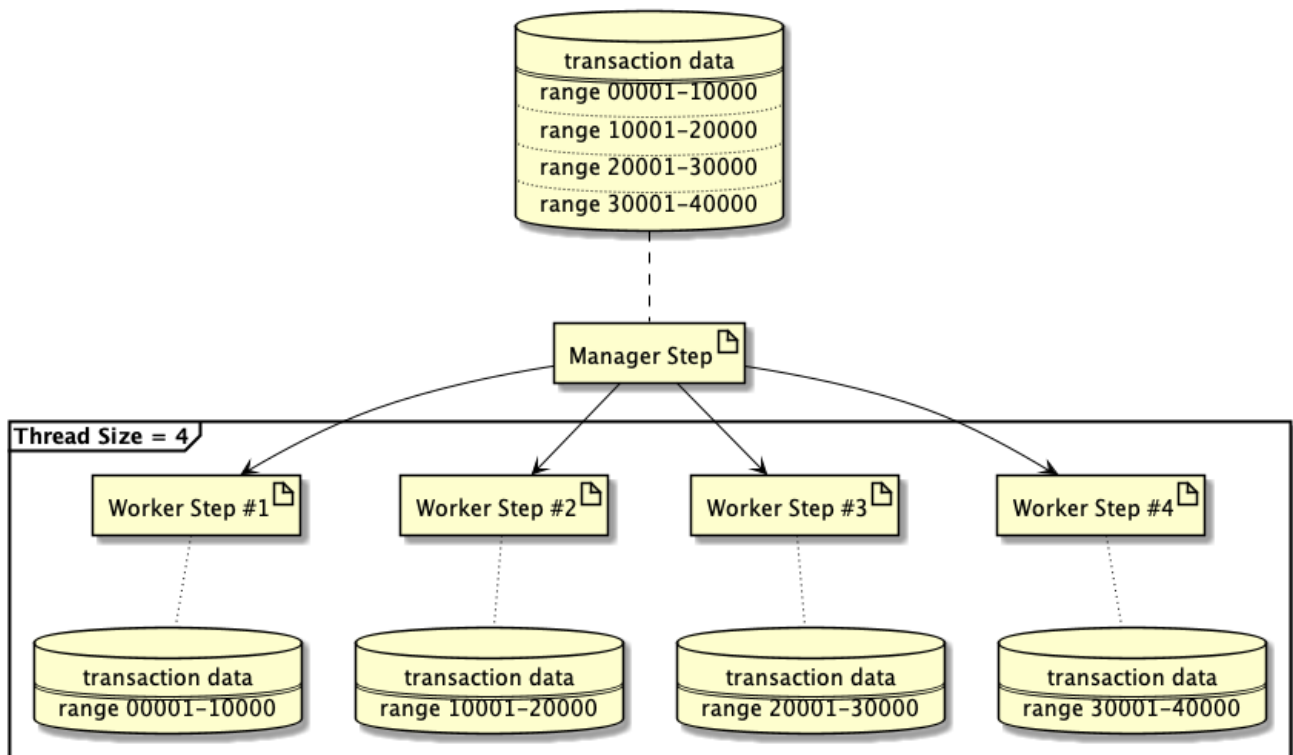 transaction data
range 00001-10000
range 10001-20000
range 20001-30000
range 30001-40000
Manager Step
Thread Size = 4
Worker Step #1
Worker Step #2
Worker Step #3
Worker Step #4
transaction data
range 00001-10000
transaction data
range 10001-20000
transaction data
range 20001-30000
transaction data
range 30001-40000